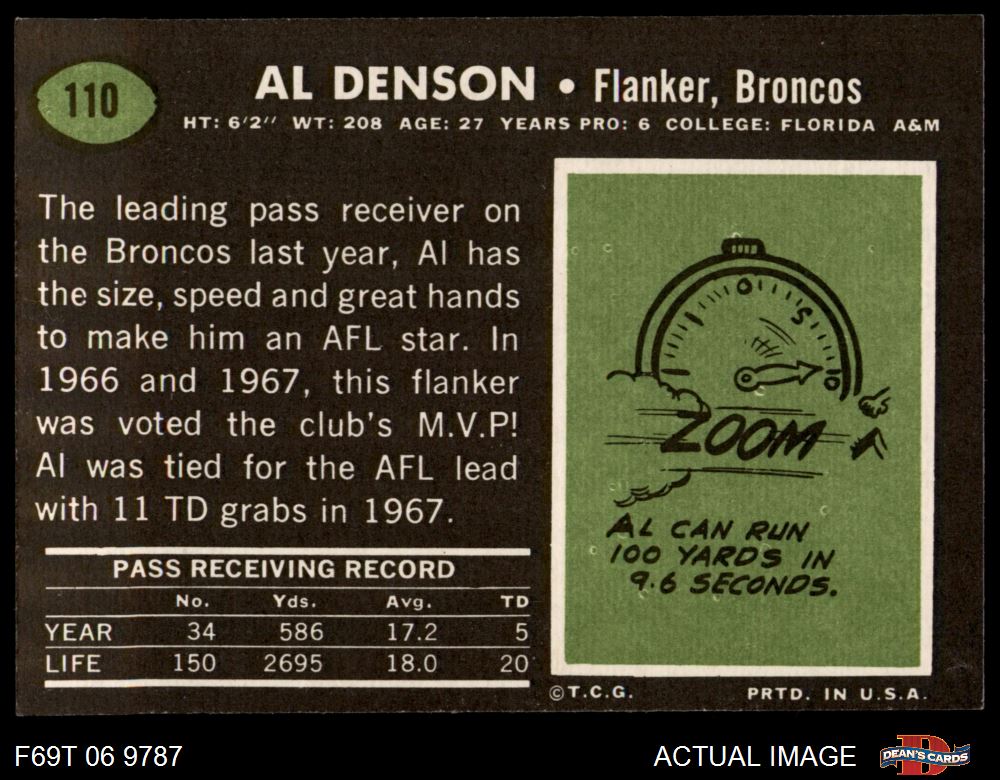 110
AL DENSON • Flanker, Broncos
HT: 6'2'' WT: 208 AGE: 27 YEARS PRO: 6 COLLEGE: FLORIDA A&M
The leading pass receiver on
the Broncos last year, Al has
the size, speed and great hands
to make him an AFL star. In
1966 and 1967, this flanker
was voted the club's M.V.P!
Al was tied for the AFL lead
with 11 TD grabs in 1967.
PASS RECEIVING RECORD
No. Yds. Avg. TD
YEAR 34 586 17.2 5
LIFE 150 2695 18.0 20
0
5
10
ZOOM
AL CAN RUN
100 YARDS IN
9.6 SECONDS.
©T.C.G. PRTD. IN U.S.A.
F69T 06 9787 ACTUAL IMAGE DEAN'S CARDS